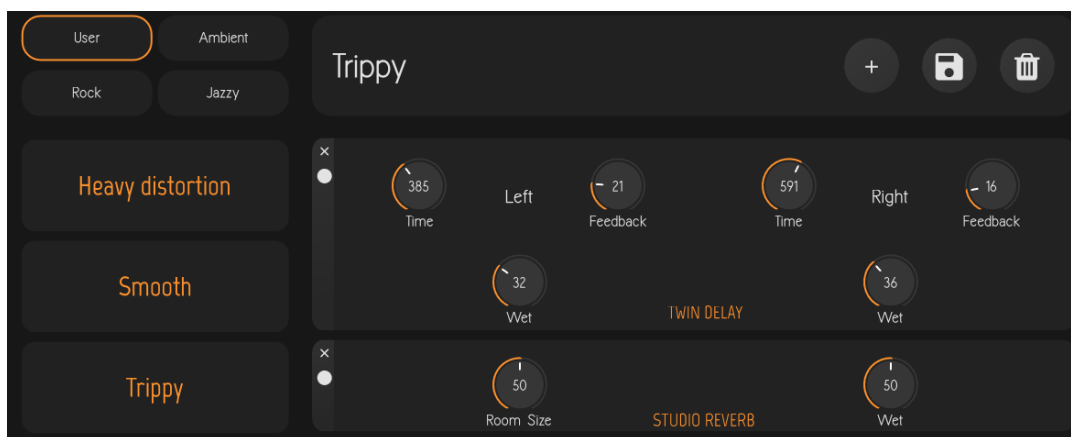 User
Ambient
Rock
Jazzy
Heavy distortion
Smooth
Trippy
Trippy
+
×
385
Time
Left
21
Feedback
591
Time
Right
16
Feedback
32
Wet
TWIN DELAY
36
Wet
×
50
Room Size
STUDIO REVERB
50
Wet